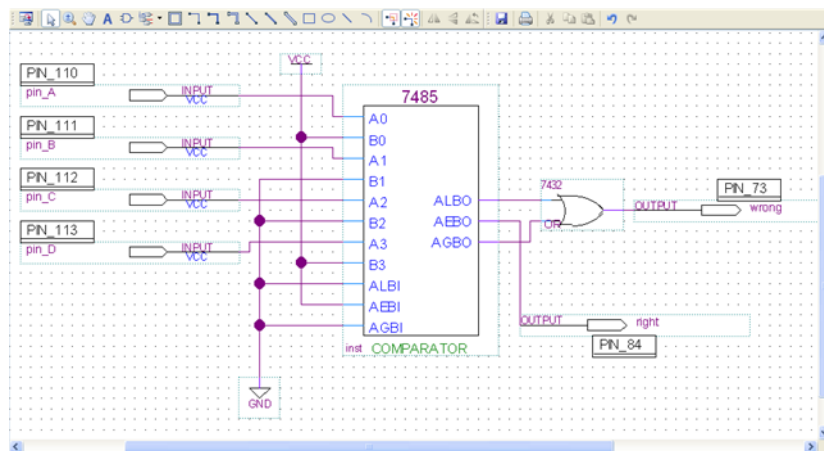 VCC
PIN_110
pin_A INPUT
VCC
PIN_111
pin_B INPUT
VCC
PIN_112
pin_C INPUT
VCC
PIN_113
pin_D INPUT
VCC
7485
A0
B0
A1
B1
A2
B2
A3
B3
ALBI
AEBI
AGBI
ALBO
AEBO
AGBO
inst COMPARATOR
GND
7432
OR
PIN_73
OUTPUT wrong
OUTPUT right
PIN_84